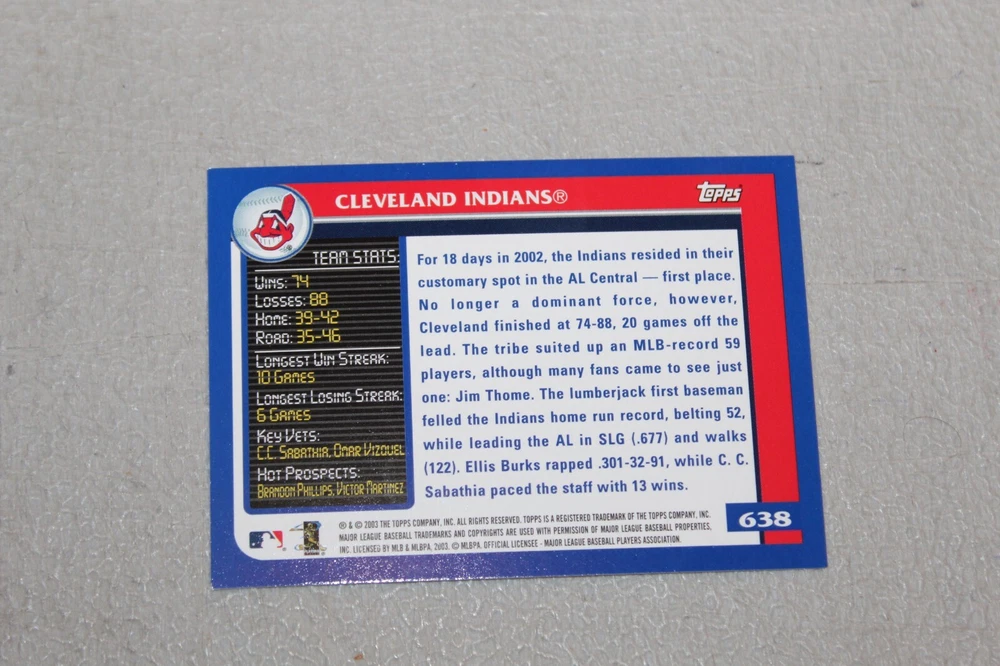 CLEVELAND INDIANS®
Topps
TEAM STATS:
WINS: 74
LOSSES: 88
HOME: 39-42
ROAD: 35-46
LONGEST WIN STREAK:
10 GAMES
LONGEST LOSING STREAK:
6 GAMES
KEY VETS:
C.C. SABATHIA, OMAR VIZQUEL
HOT PROSPECTS:
BRANDON PHILLIPS, VICTOR MARTINEZ
For 18 days in 2002, the Indians resided in their
customary spot in the AL Central — first place.
No longer a dominant force, however,
Cleveland finished at 74-88, 20 games off the
lead. The tribe suited up an MLB-record 59
players, although many fans came to see just
one: Jim Thome. The lumberjack first baseman
felled the Indians home run record, belting 52,
while leading the AL in SLG (.677) and walks
(122). Ellis Burks rapped .301-32-91, while C. C.
Sabathia paced the staff with 13 wins.
® & © 2003 THE TOPPS COMPANY, INC. ALL RIGHTS RESERVED. TOPPS IS A REGISTERED TRADEMARK OF THE TOPPS COMPANY, INC.
MAJOR LEAGUE BASEBALL TRADEMARKS AND COPYRIGHTS ARE USED WITH PERMISSION OF MAJOR LEAGUE BASEBALL PROPERTIES,
INC. LICENSED BY MLB & MLBPA, 2003. © MLBPA. OFFICIAL LICENSEE - MAJOR LEAGUE BASEBALL PLAYERS ASSOCIATION.
638